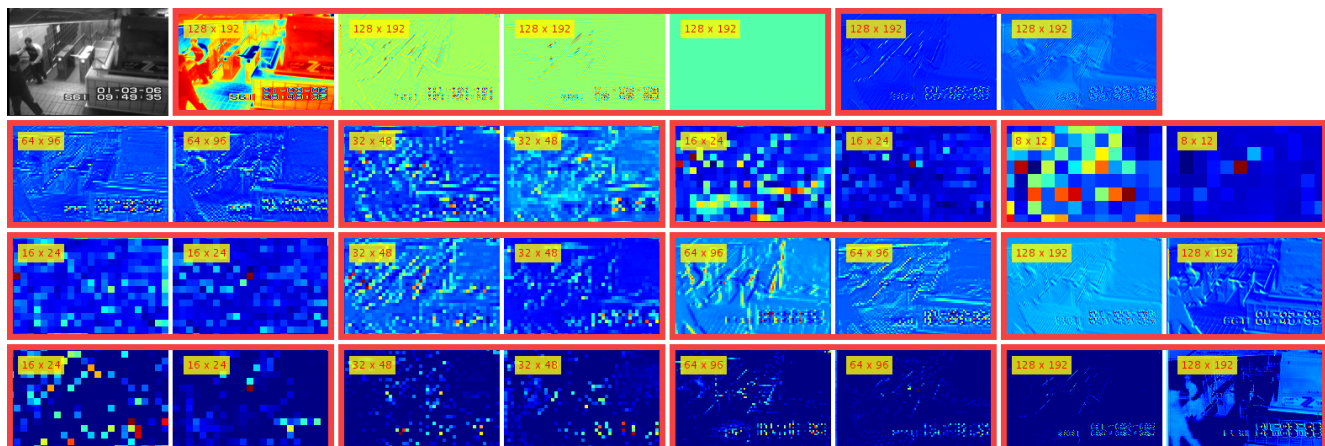 128 x 192 128 x 192 128 x 192 128 x 192 128 x 192 128 x 192
01-03-06
SG1 09:49:35
64 x 96 64 x 96 32 x 48 32 x 48 16 x 24 16 x 24 8 x 12 8 x 12
16 x 24 16 x 24 32 x 48 32 x 48 64 x 96 64 x 96 128 x 192 128 x 192
16 x 24 16 x 24 32 x 48 32 x 48 64 x 96 64 x 96 128 x 192 128 x 192